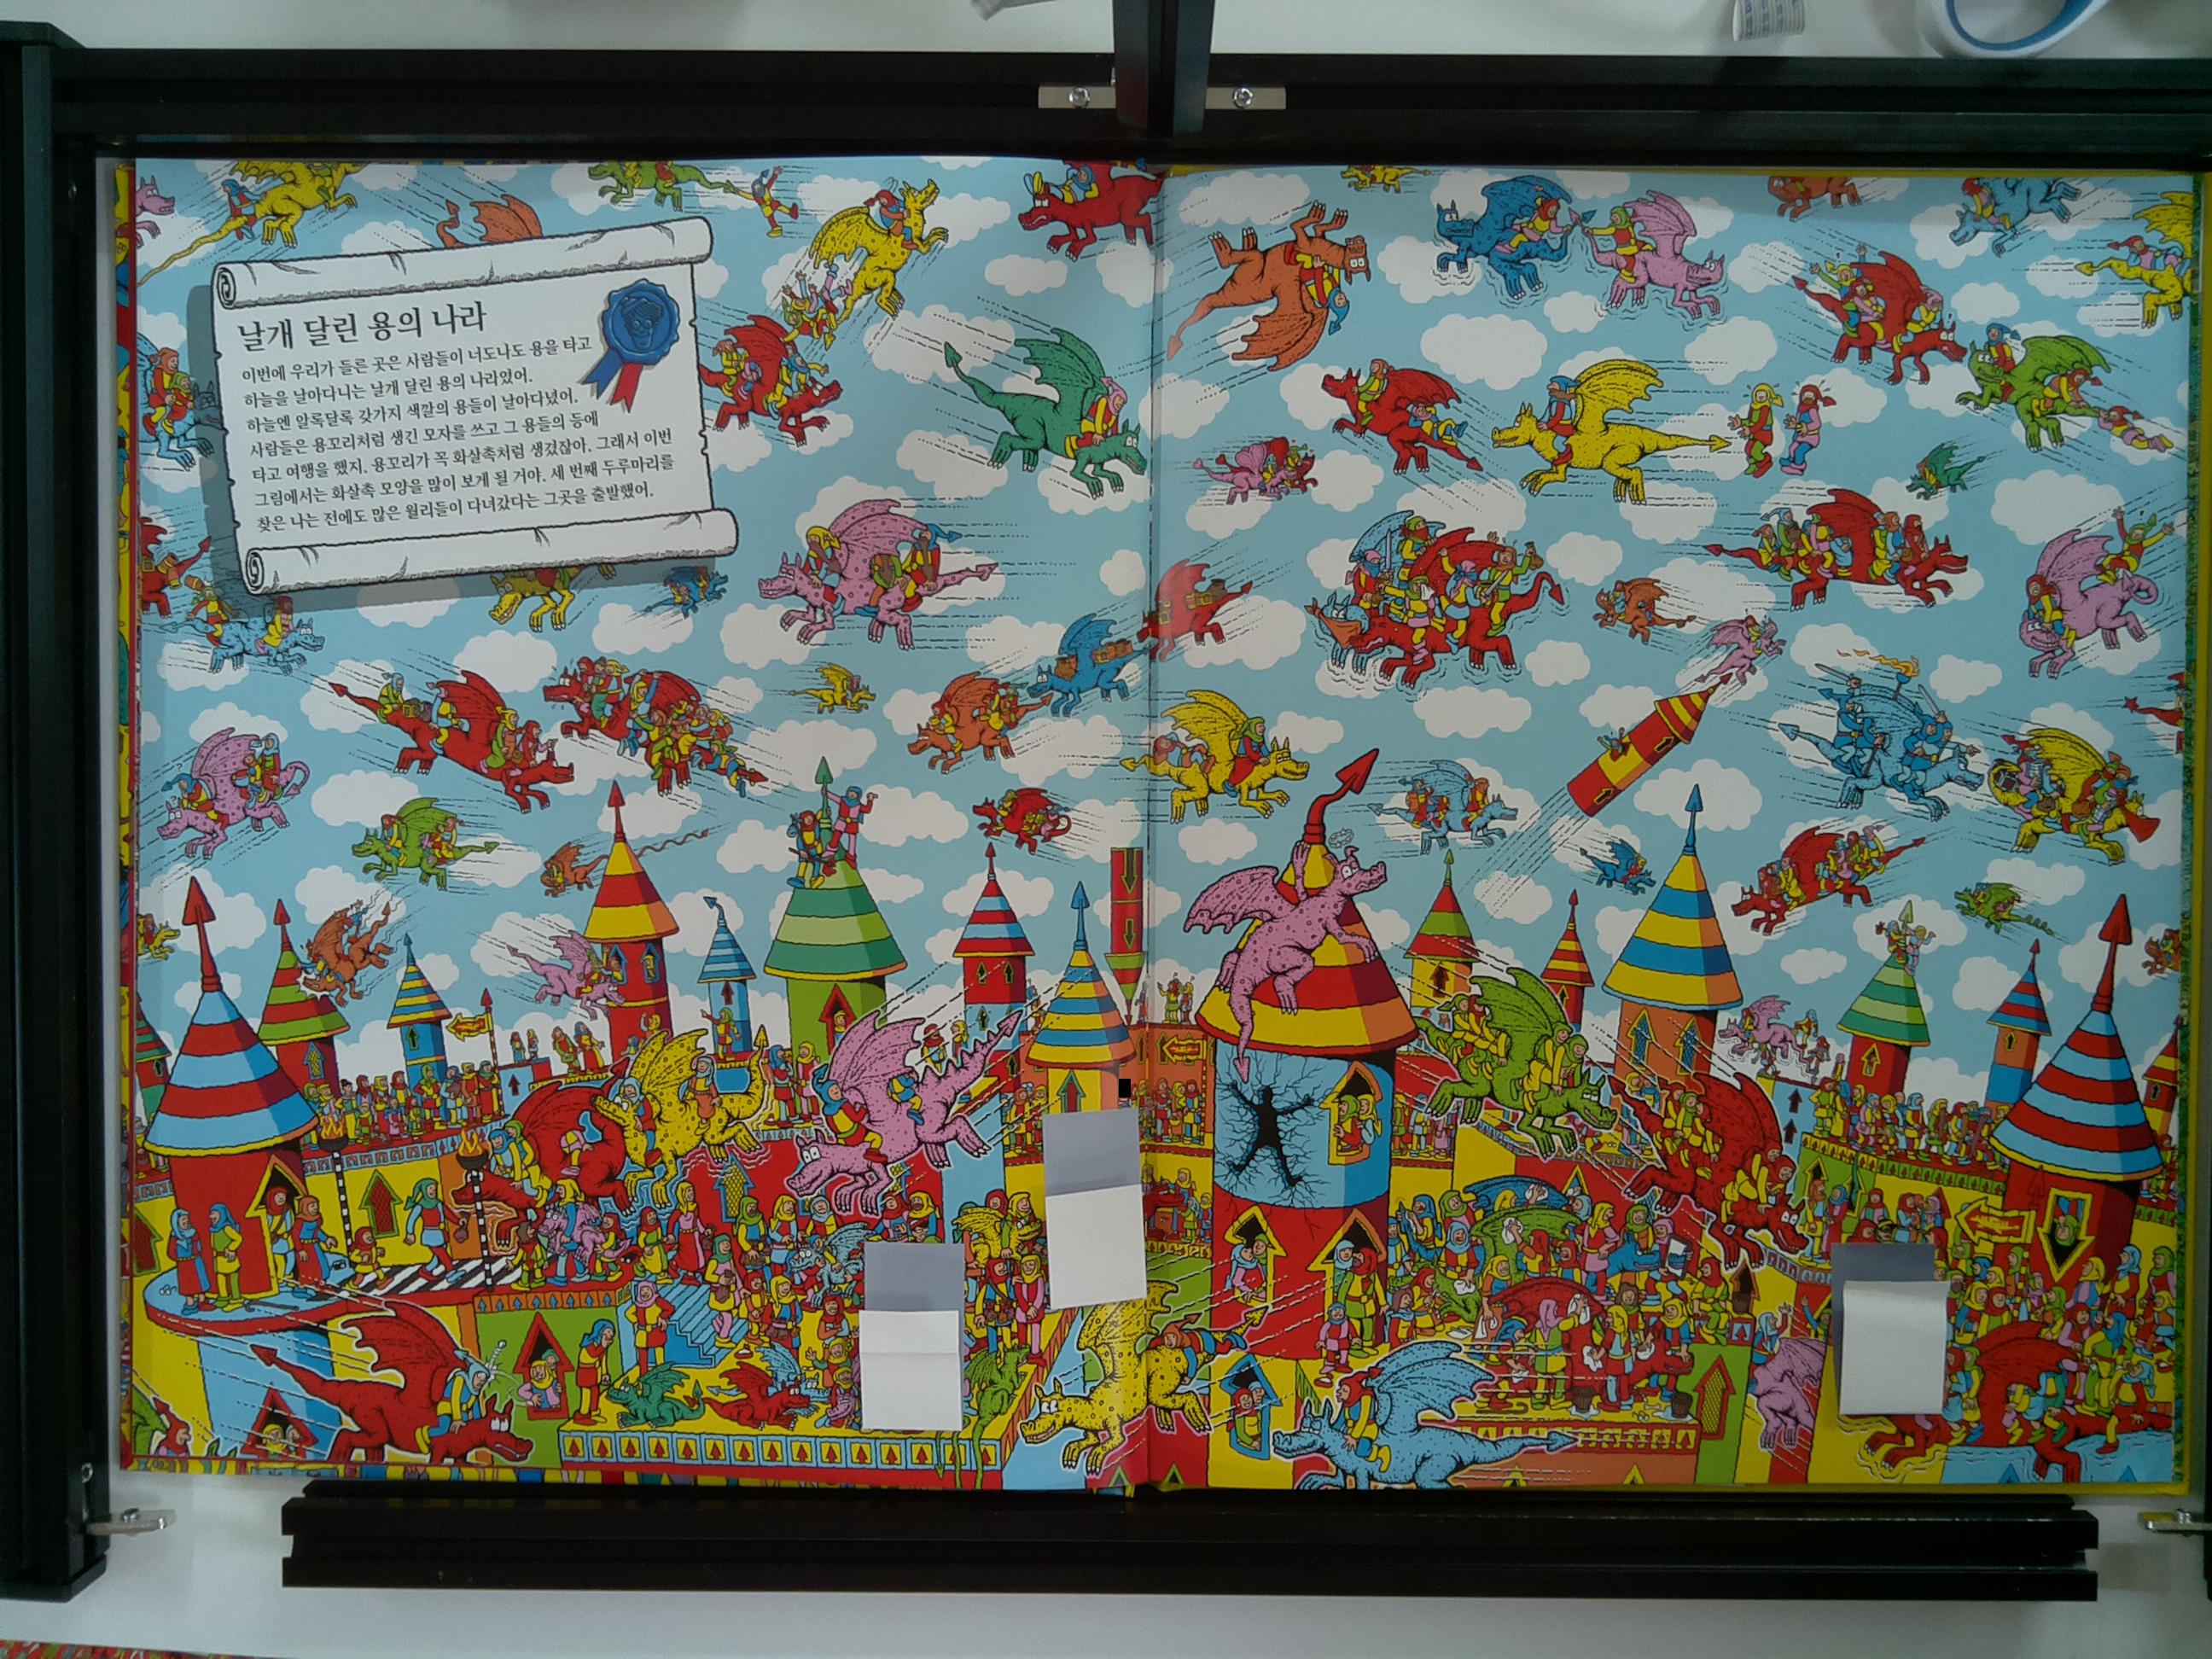 날개 달린 용의 나라
이번에 우리가 들른 곳은 사람들이 너도나도 용을 타고
하늘을 날아다니는 날개 달린 용의 나라였어.
하늘엔 알록달록 갖가지 색깔의 용들이 날아다녔어.
사람들은 용꼬리처럼 생긴 모자를 쓰고 그 용들의 등에
타고 여행을 했지. 용꼬리가 꼭 화살촉처럼 생겼잖아. 그래서 이번
그림에서는 화살촉 모양을 많이 보게 될 거야. 세 번째 두루마리를
찾은 나는 전에도 많은 월리들이 다녀갔다는 그곳을 출발했어.